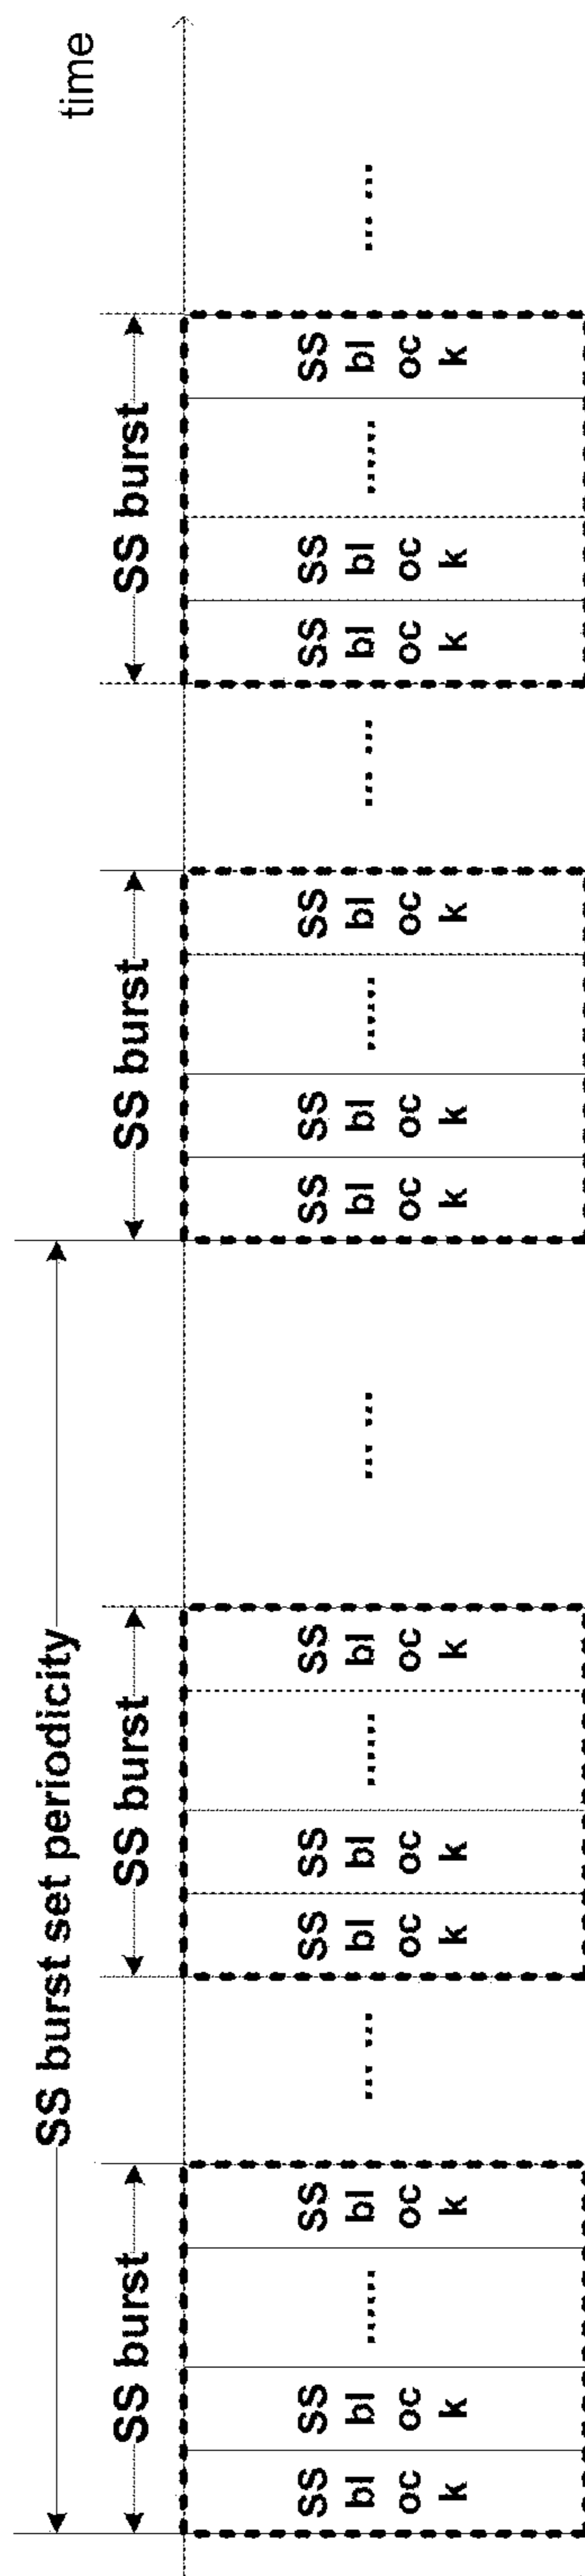 SS burst set periodicity
SS burst
SS burst
SS burst
SS burst
time
SS
bl
oc
k
SS
bl
oc
k
......
SS
bl
oc
k
... ...
SS
bl
oc
k
SS
bl
oc
k
......
SS
bl
oc
k
... ...
SS
bl
oc
k
SS
bl
oc
k
......
SS
bl
oc
k
... ...
SS
bl
oc
k
SS
bl
oc
k
......
SS
bl
oc
k
... ...